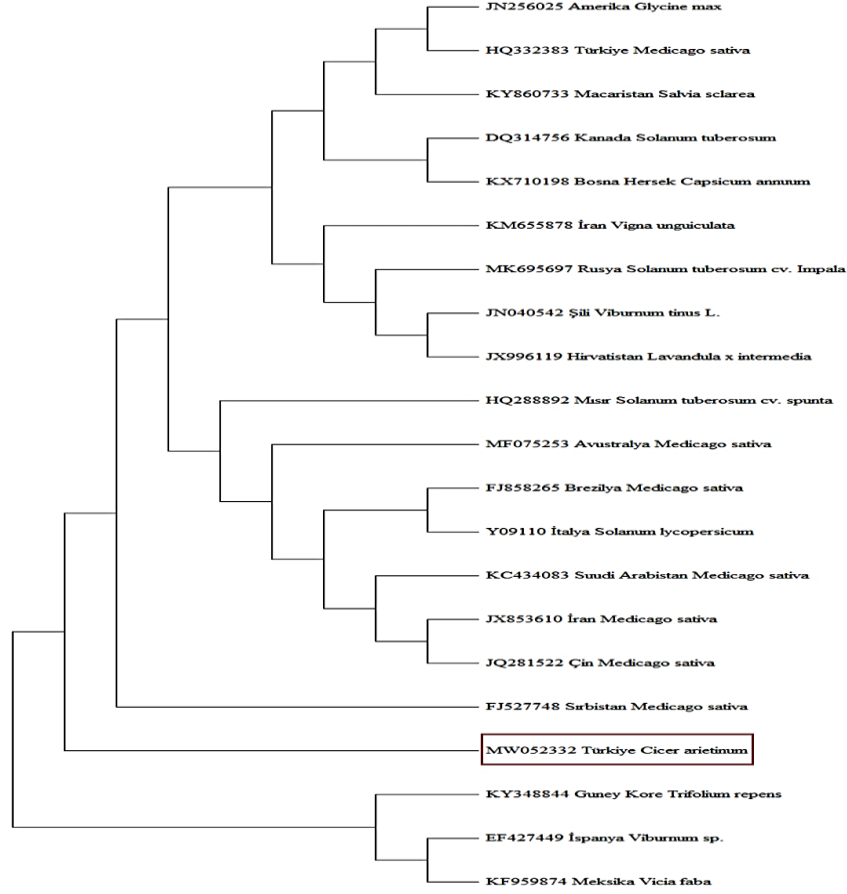 JN256025 Amerika Glycine max
HQ332383 Türkiye Medicago sativa
KY860733 Macaristan Salvia sclarea
DQ314756 Kanada Solanum tuberosum
KX710198 Bosna Hersek Capsicum annuum
KM655878 İran Vigna unguiculata
MK695697 Rusya Solanum tuberosum cv. Impala
JN040542 Şili Viburnum tinus L.
JX996119 Hirvatistan Lavandula x intermedia
HQ288892 Mısır Solanum tuberosum cv. spunta
MF075253 Avustralya Medicago sativa
FJ858265 Brezilya Medicago sativa
Y09110 İtalya Solanum lycopersicum
KC434083 Suudi Arabistan Medicago sativa
JX853610 İran Medicago sativa
JQ281522 Çin Medicago sativa
FJ527748 Sırbistan Medicago sativa
MW052332 Türkiye Cicer arietinum
KY348844 Guney Kore Trifolium repens
EF427449 İspanya Viburnum sp.
KF959874 Meksika Vicia faba